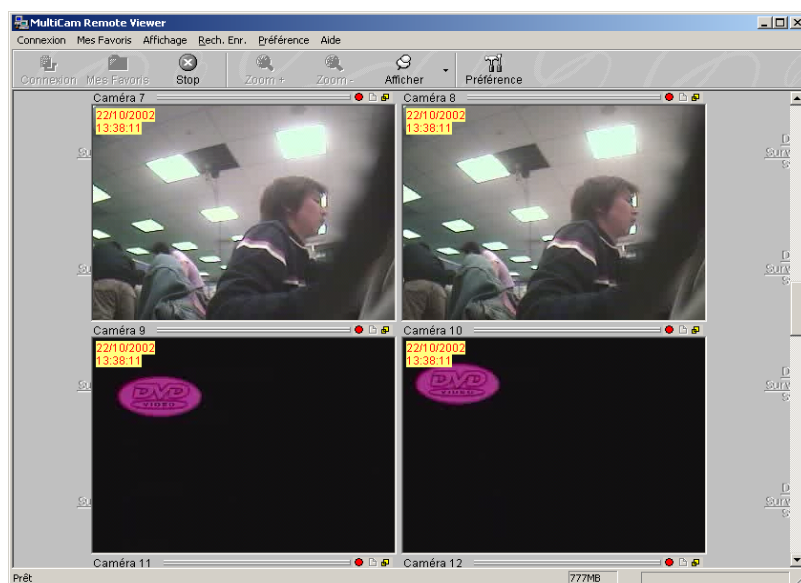 MultiCam Remote Viewer
Connexion Mes Favoris Affichage Rech. Enr. Préférence Aide
Connexion Mes Favoris Stop Zoom + Zoom - Afficher Préférence
Caméra 7 Caméra 8
22/10/2002 22/10/2002
13:38:11 13:38:11
Caméra 9 Caméra 10
22/10/2002 22/10/2002
13:38:11 13:38:11
DVD DVD
VIDEO VIDEO
Caméra 11 Caméra 12
Prêt 777MB